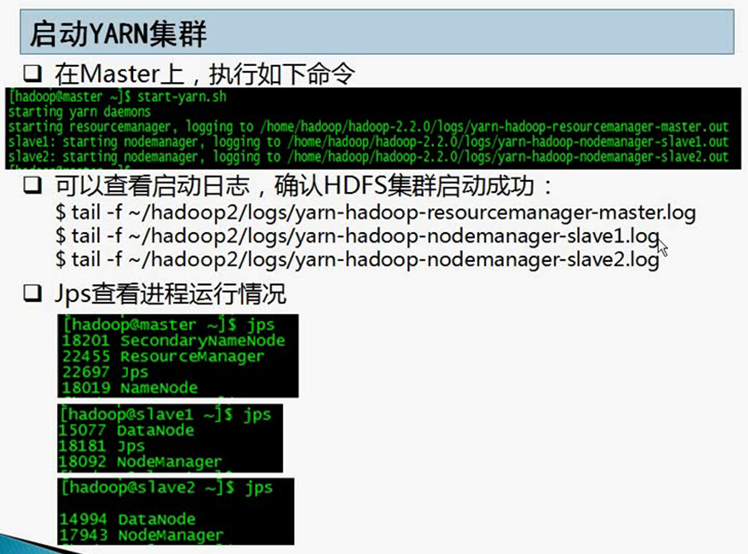 启动YARN集群
❑ 在Master上，执行如下命令
[hadoop@master ~]$ start-yarn.sh
starting yarn daemons
starting resourcemanager, logging to /home/hadoop/hadoop-2.2.0/logs/yarn-hadoop-resourcemanager-master.out
slave1: starting nodemanager, logging to /home/hadoop/hadoop-2.2.0/logs/yarn-hadoop-nodemanager-slave1.out
slave2: starting nodemanager, logging to /home/hadoop/hadoop-2.2.0/logs/yarn-hadoop-nodemanager-slave2.out
❑ 可以查看启动日志，确认HDFS集群启动成功：
$ tail -f ~/hadoop2/logs/yarn-hadoop-resourcemanager-master.log
$ tail -f ~/hadoop2/logs/yarn-hadoop-nodemanager-slave1.log
$ tail -f ~/hadoop2/logs/yarn-hadoop-nodemanager-slave2.log
❑ Jps查看进程运行情况
[hadoop@master ~]$ jps
18201 SecondaryNameNode
22455 ResourceManager
22697 Jps
18019 NameNode
[hadoop@slave1 ~]$ jps
15077 DataNode
18181 Jps
18092 NodeManager
[hadoop@slave2 ~]$ jps
14994 DataNode
17943 NodeManager